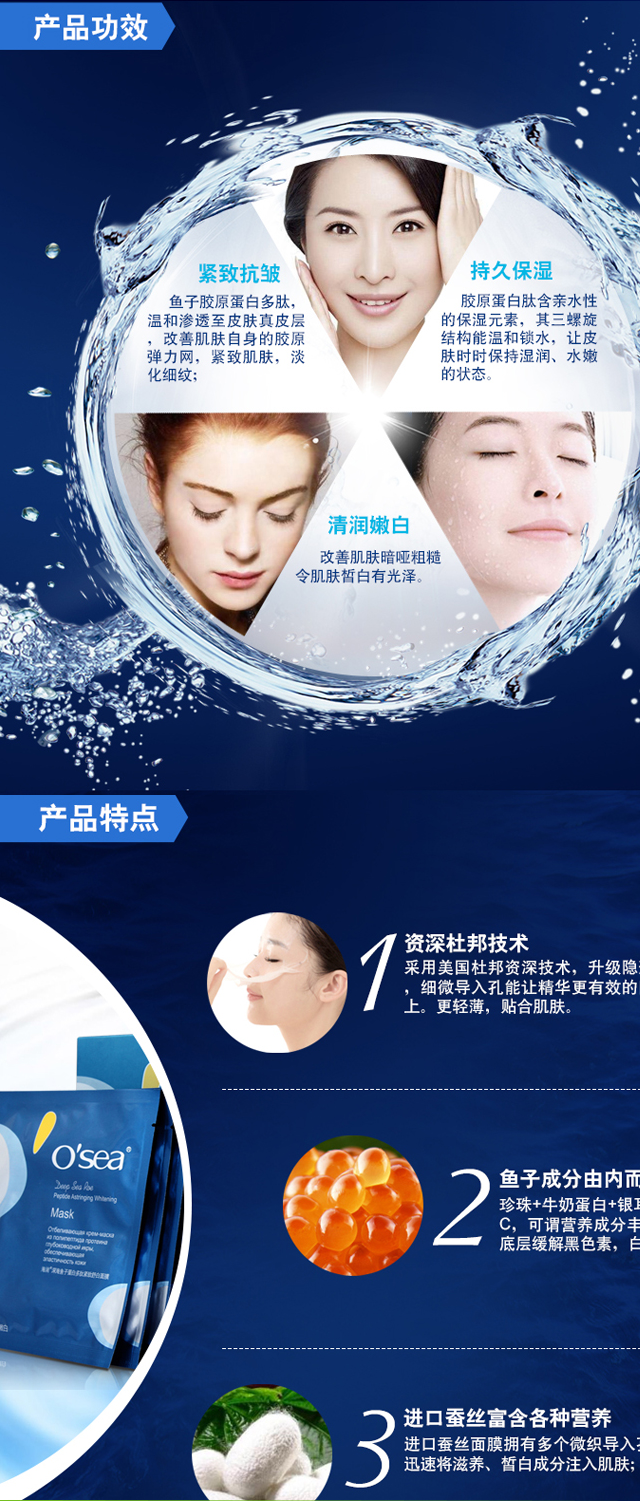 产品功效
紧致抗皱
鱼子胶原蛋白多肽，
温和渗透至皮肤真皮层
，改善肌肤自身的胶原
弹力网，紧致肌肤，淡
化细纹；
持久保湿
胶原蛋白肽含亲水性
的保湿元素，其三螺旋
结构能温和锁水，让皮
肤时时保持湿润、水嫩
的状态。
清润嫩白
改善肌肤暗哑粗糙
令肌肤皙白有光泽。
产品特点
O'sea®
Deep Sea Roe
Peptide Astringing Whitening
Mask
Отбеливающая крем-маска
из полипептида протеина
глубоководной икры,
обеспечивающая
эластичность кожи
1
资深杜邦技术
采用美国杜邦资深技术，升级隐
，细微导入孔能让精华更有效的
上。更轻薄，贴合肌肤。
2
鱼子成分由内而
珍珠+牛奶蛋白+银耳
C，可谓营养成分丰
底层缓解黑色素，白
3
进口蚕丝富含各种营养
进口蚕丝面膜拥有多个微织导入
迅速将滋养、皙白成分注入肌肤；